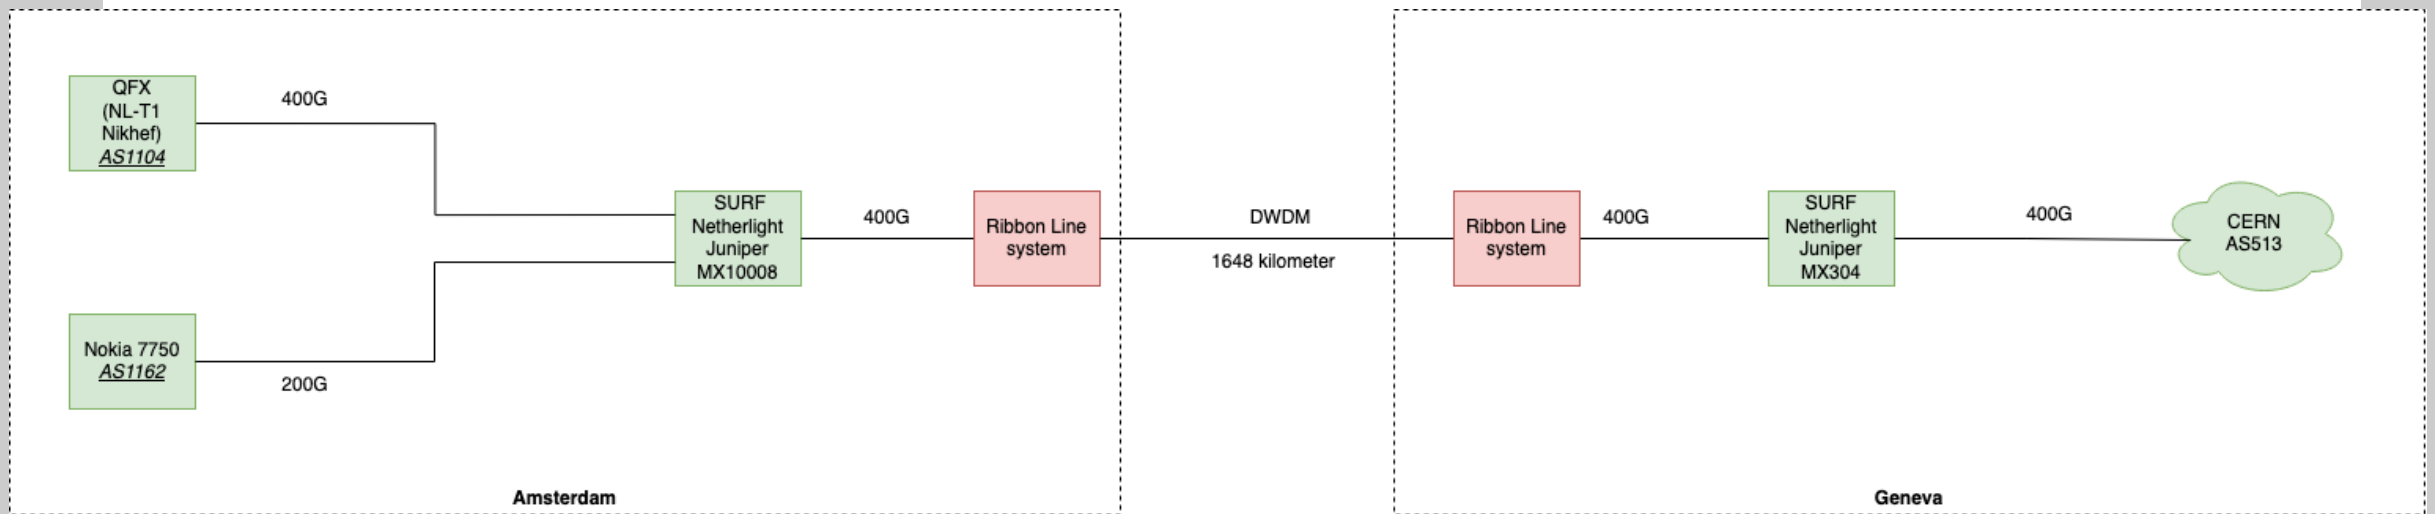 QFX
(NL-T1
Nikhef)
AS1104
400G
Nokia 7750
AS1162
200G
SURF
Netherlight
Juniper
MX10008
400G
Ribbon Line
system
Amsterdam
DWDM
1648 kilometer
Ribbon Line
system
400G
SURF
Netherlight
Juniper
MX304
400G
CERN
AS513
Geneva